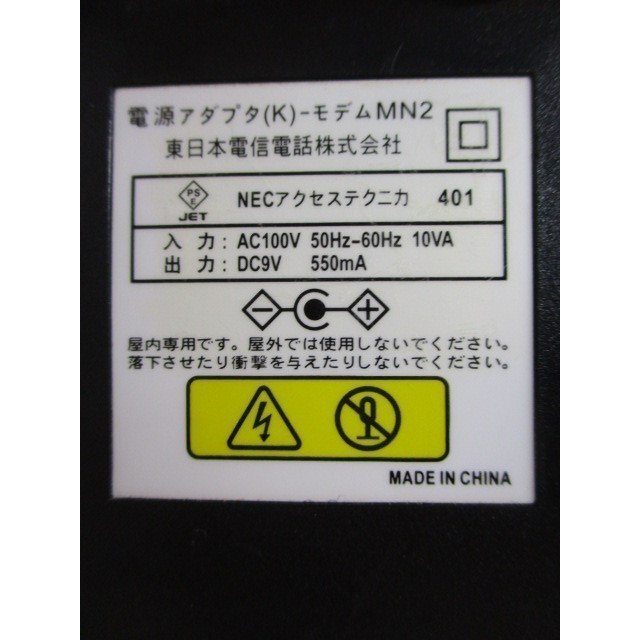 電源アダプタ(K)-モデムMN2
東日本電信電話株式会社
PS
E
JET
NECアクセステクニカ 401
入 力 : AC100V 50Hz-60Hz 10VA
出 力 : DC9V 550mA
屋内専用です。屋外では使用しないでください。
落下させたり衝撃を与えたりしないでください。
MADE IN CHINA